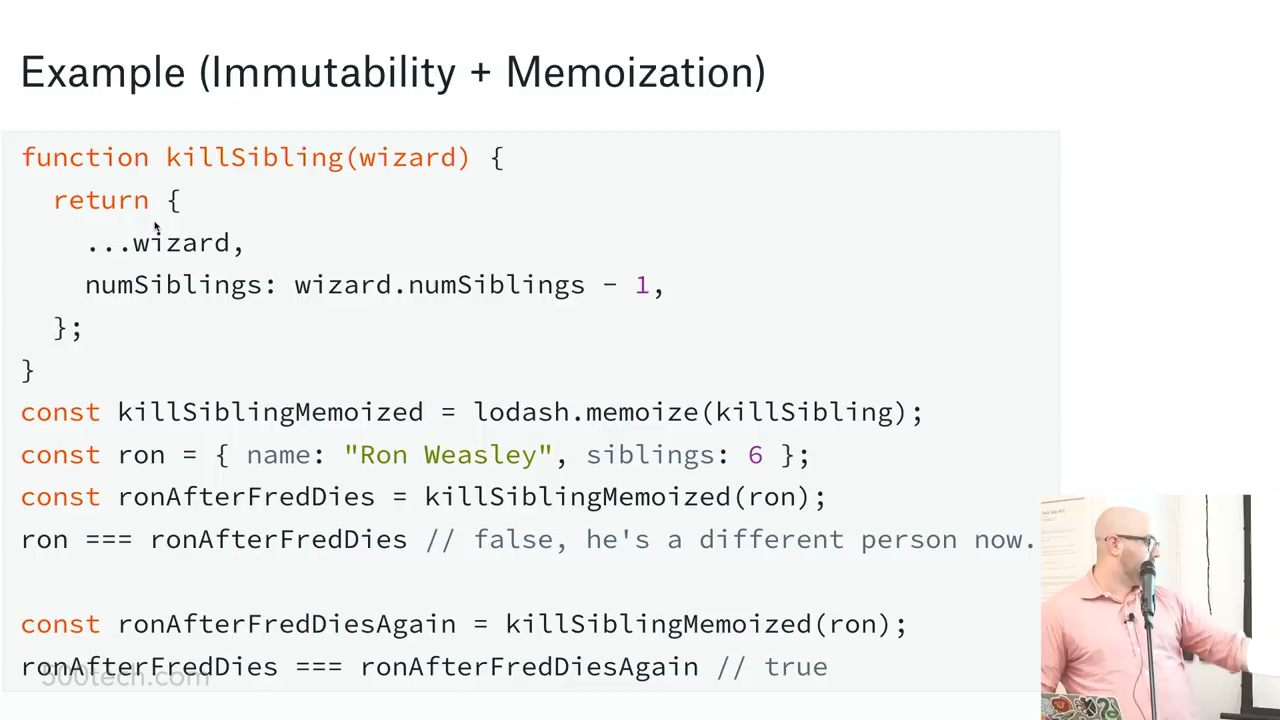 Example (Immutability + Memoization)
function killSibling(wizard) {
return {
...wizard,
numSiblings: wizard.numSiblings - 1,
};
}
const killSiblingMemoized = lodash.memoize(killSibling);
const ron = { name: "Ron Weasley", siblings: 6 };
const ronAfterFredDies = killSiblingMemoized(ron);
ron === ronAfterFredDies // false, he's a different person now.
const ronAfterFredDiesAgain = killSiblingMemoized(ron);
ronAfterFredDies === ronAfterFredDiesAgain // true
500tech.com